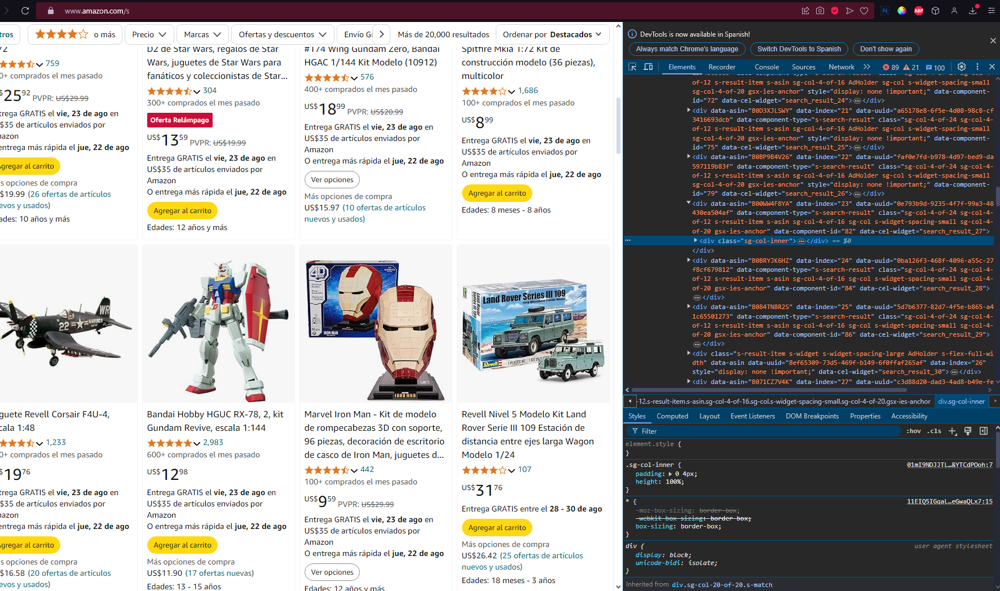 www.amazon.com/s
ABP
tros
o más
Precio
Marcas
Ofertas y descuentos
Envío G
Más de 20,000 resultados
Ordenar por Destacados
72
759
0+ comprados el mes pasado
$25 92 PVPR: US$29.99
trega GRATIS el vie, 23 de ago en
$35 de artículos enviados por
nazon
entrega más rápida el jue, 22 de ago
Agregar al carrito
s opciones de compra
$19.99 (26 ofertas de artículos
evos y usados)
ades: 10 años y más
D2 de Star Wars, regalos de Star
Wars, juguetes de Star Wars para
fanáticos y coleccionistas de Star...
304
300+ comprados el mes pasado
Oferta Relámpago
US$13 59 PVPR: US$19.99
Entrega GRATIS el vie, 23 de ago en
US$35 de artículos enviados por
Amazon
O entrega más rápida el jue, 22 de ago
Agregar al carrito
Edades: 12 años y más
#174 Wing Gundam Zero, Bandai
HGAC 1/144 Kit Modelo (10912)
576
400+ comprados el mes pasado
US$18 99 PVPR: US$20.99
Entrega GRATIS el vie, 23 de ago en
US$35 de artículos enviados por
Amazon
O entrega más rápida el jue, 22 de ago
Ver opciones
Más opciones de compra
US$15.97 (10 ofertas de artículos
nuevos y usados)
Spitfire Mkia 1:72 Kit de
construcción modelo (36 piezas),
multicolor
1,686
100+ comprados el mes pasado
US$8 99
Entrega GRATIS el vie, 23 de ago en
US$35 de artículos enviados por
Amazon
O entrega más rápida el jue, 22 de ago
Agregar al carrito
Edades: 8 meses - 8 años
WR
MARINES
22
4D
IRON MAN
Land Rover Series III 109
Long Wheelbase Station Wagon
Revell
guete Revell Corsair F4U-4,
cala 1:48
1,233
0+ comprados el mes pasado
$19 76
trega GRATIS el vie, 23 de ago en
$35 de artículos enviados por
nazon
entrega más rápida el jue, 22 de ago
Agregar al carrito
s opciones de compra
$16.58 (20 ofertas de artículos
evos y usados)
Bandai Hobby HGUC RX-78, 2, kit
Gundam Revive, escala 1:144
2,983
600+ comprados el mes pasado
US$12 98
Entrega GRATIS el vie, 23 de ago en
US$35 de artículos enviados por
Amazon
O entrega más rápida el jue, 22 de ago
Agregar al carrito
Más opciones de compra
US$11.90 (17 ofertas nuevas)
Edades: 13 - 15 años
Marvel Iron Man - Kit de modelo
de rompecabezas 3D con soporte,
96 piezas, decoración de escritorio
de casco de Iron Man, juguetes d...
442
100+ comprados el mes pasado
US$9 59 PVPR: US$29.99
Entrega GRATIS el vie, 23 de ago en
US$35 de artículos enviados por
Amazon
O entrega más rápida el jue, 22 de ago
Ver opciones
Edades: 12 años y más
Revell Nivel 5 Modelo Kit Land
Rover Serie III 109 Estación de
distancia entre ejes larga Wagon
Modelo 1/24
107
US$31 76
Entrega GRATIS entre el 28 - 30 de ago
Agregar al carrito
Más opciones de compra
US$26.42 (25 ofertas de artículos
nuevos y usados)
Edades: 18 meses - 3 años
DevTools is now available in Spanish!
Always match Chrome's language
Switch DevTools to Spanish
Don't show again
Elements Recorder Console Sources Network 89 21 100
of-12 s-result-item s-asin sg-col-4-of-16 AdHolder sg-col s-widget-spacing-small
sg-col-4-of-20 gsx-ies-anchor" style="display: none !important;" data-component-
id="72" data-cel-widget="search_result_24"> </div>
<div data-asin="B0D3XJLSWY" data-index="21" data-uuid="a65178e8-6f5e-4d08-98c8-cf
3416693dcb" data-component-type="s-search-result" class="sg-col-4-of-24 sg-col-4-
of-12 s-result-item s-asin sg-col-4-of-16 AdHolder sg-col s-widget-spacing-small
sg-col-4-of-20 gsx-ies-anchor" style="display: none !important;" data-component-
id="75" data-cel-widget="search_result_25"> </div>
<div data-asin="B0BP9B4V26" data-index="22" data-uuid="faf0e7fd-b978-4d97-bed9-da
597119b83f" data-component-type="s-search-result" class="sg-col-4-of-24 sg-col-4-
of-12 s-result-item s-asin sg-col-4-of-16 AdHolder sg-col s-widget-spacing-small
sg-col-4-of-20 gsx-ies-anchor" style="display: none !important;" data-component-
id="79" data-cel-widget="search_result_26"> </div>
<div data-asin="B00WW4F8YA" data-index="23" data-uuid="0e793b9d-9235-4f7f-99a3-48
430ea504af" data-component-type="s-search-result" class="sg-col-4-of-24 sg-col-4-
of-12 s-result-item s-asin sg-col-4-of-16 sg-col s-widget-spacing-small sg-col-4-
of-20 gsx-ies-anchor" data-component-id="82" data-cel-widget="search_result_27">
<div class="sg-col-inner"> </div> == $0
</div>
<div data-asin="B0BRYJK6HZ" data-index="24" data-uuid="0ba126f3-468f-4096-a55c-27
f8cf679812" data-component-type="s-search-result" class="sg-col-4-of-24 sg-col-4-
of-12 s-result-item s-asin sg-col-4-of-16 sg-col s-widget-spacing-small sg-col-4-
of-20 gsx-ies-anchor" data-component-id="84" data-cel-widget="search_result_28">
</div>
<div data-asin="B084TN8R2S" data-index="25" data-uuid="5d7b6377-82d7-4f5e-b865-a4
1c65501273" data-component-type="s-search-result" class="sg-col-4-of-24 sg-col-4-
of-12 s-result-item s-asin sg-col-4-of-16 sg-col s-widget-spacing-small sg-col-4-
of-20 gsx-ies-anchor" data-component-id="86" data-cel-widget="search_result_29">
</div>
<div class="s-result-item s-widget s-widget-spacing-large AdHolder s-flex-full-wi
dth" data-asin data-uuid="8ef65309-73d5-469f-b149-6f0ffaf265af" data-index="26"
style="display: none !important;" data-cel-widget="search_result_30"> </div>
<div data-asin="B071CZ7V4K" data-index="27" data-uuid="c3d88d20-dad3-4ad8-b49e-fe
-12.s-result-item.s-asin.sg-col-4-of-16.sg-col.s-widget-spacing-small.sg-col-4-of-20.gsx-ies-anchor div.sg-col-inner
Styles Computed Layout Event Listeners DOM Breakpoints Properties Accessibility
Filter :hov .cls
element.style {
}
.sg-col-inner { 01mI9NDJJTL…&YTCdPOoh:7
padding: 0 4px;
height: 100%;
}
* { 11EIQ5IGqaL…eGwaQLx7:15
-moz-box-sizing: border-box;
-webkit-box-sizing: border-box;
box-sizing: border-box;
}
div { user agent stylesheet
display: block;
unicode-bidi: isolate;
}
Inherited from div.sg-col-20-of-20.s-match